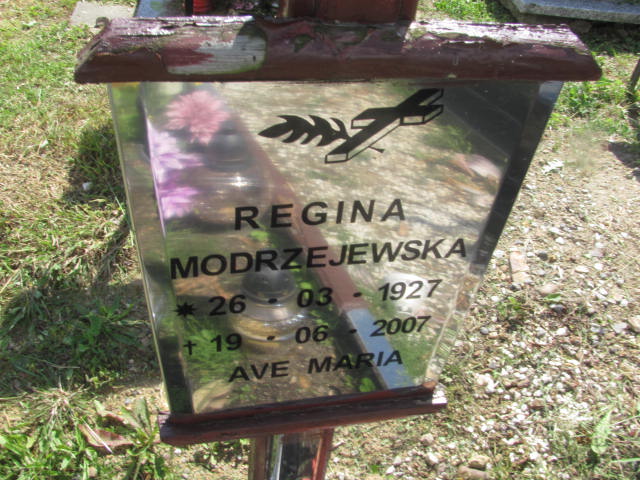 REGINA
MODRZEJEWSKA
* 26 · 03 · 1927
† 19 · 06 · 2007
AVE MARIA